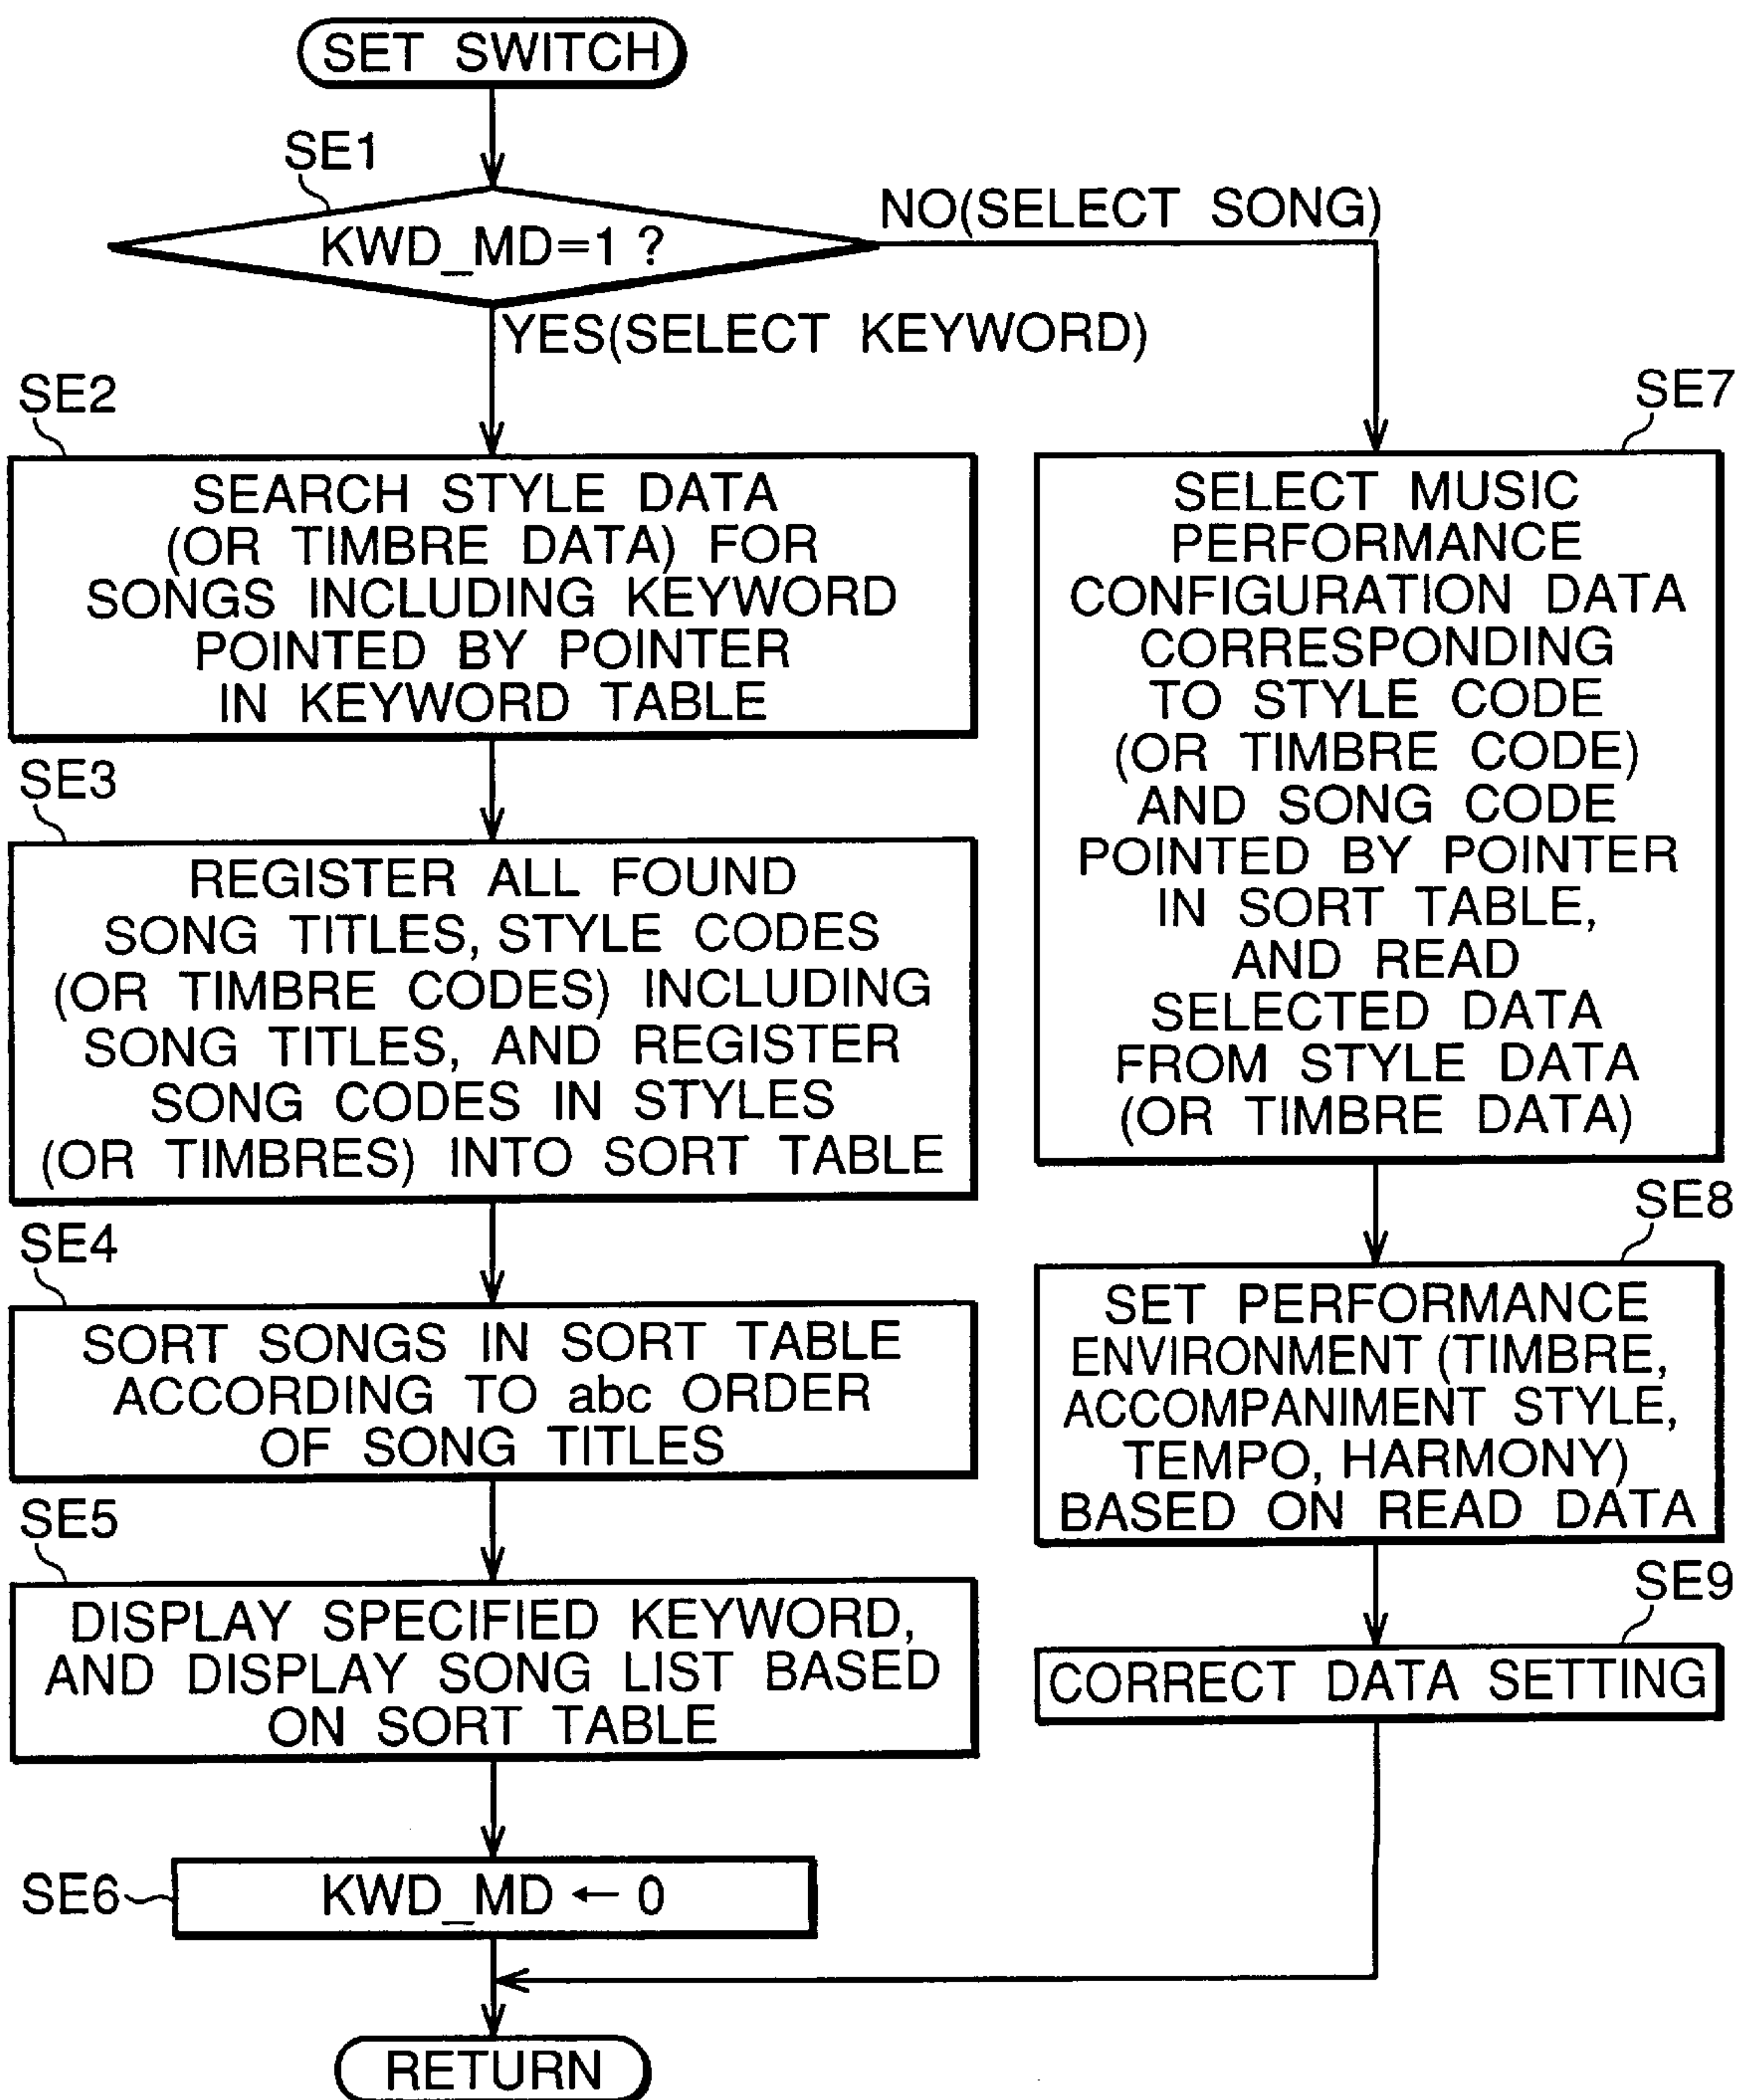 SET SWITCH
SE1
KWD_MD=1 ?
NO(SELECT SONG)
YES(SELECT KEYWORD)
SE2
SEARCH STYLE DATA
(OR TIMBRE DATA) FOR
SONGS INCLUDING KEYWORD
POINTED BY POINTER
IN KEYWORD TABLE
SE3
REGISTER ALL FOUND
SONG TITLES, STYLE CODES
(OR TIMBRE CODES) INCLUDING
SONG TITLES, AND REGISTER
SONG CODES IN STYLES
(OR TIMBRES) INTO SORT TABLE
SE4
SORT SONGS IN SORT TABLE
ACCORDING TO abc ORDER
OF SONG TITLES
SE5
DISPLAY SPECIFIED KEYWORD,
AND DISPLAY SONG LIST BASED
ON SORT TABLE
SE6
KWD_MD ← 0
SE7
SELECT MUSIC
PERFORMANCE
CONFIGURATION DATA
CORRESPONDING
TO STYLE CODE
(OR TIMBRE CODE)
AND SONG CODE
POINTED BY POINTER
IN SORT TABLE,
AND READ
SELECTED DATA
FROM STYLE DATA
(OR TIMBRE DATA)
SE8
SET PERFORMANCE
ENVIRONMENT (TIMBRE,
ACCOMPANIMENT STYLE,
TEMPO, HARMONY)
BASED ON READ DATA
SE9
CORRECT DATA SETTING
RETURN